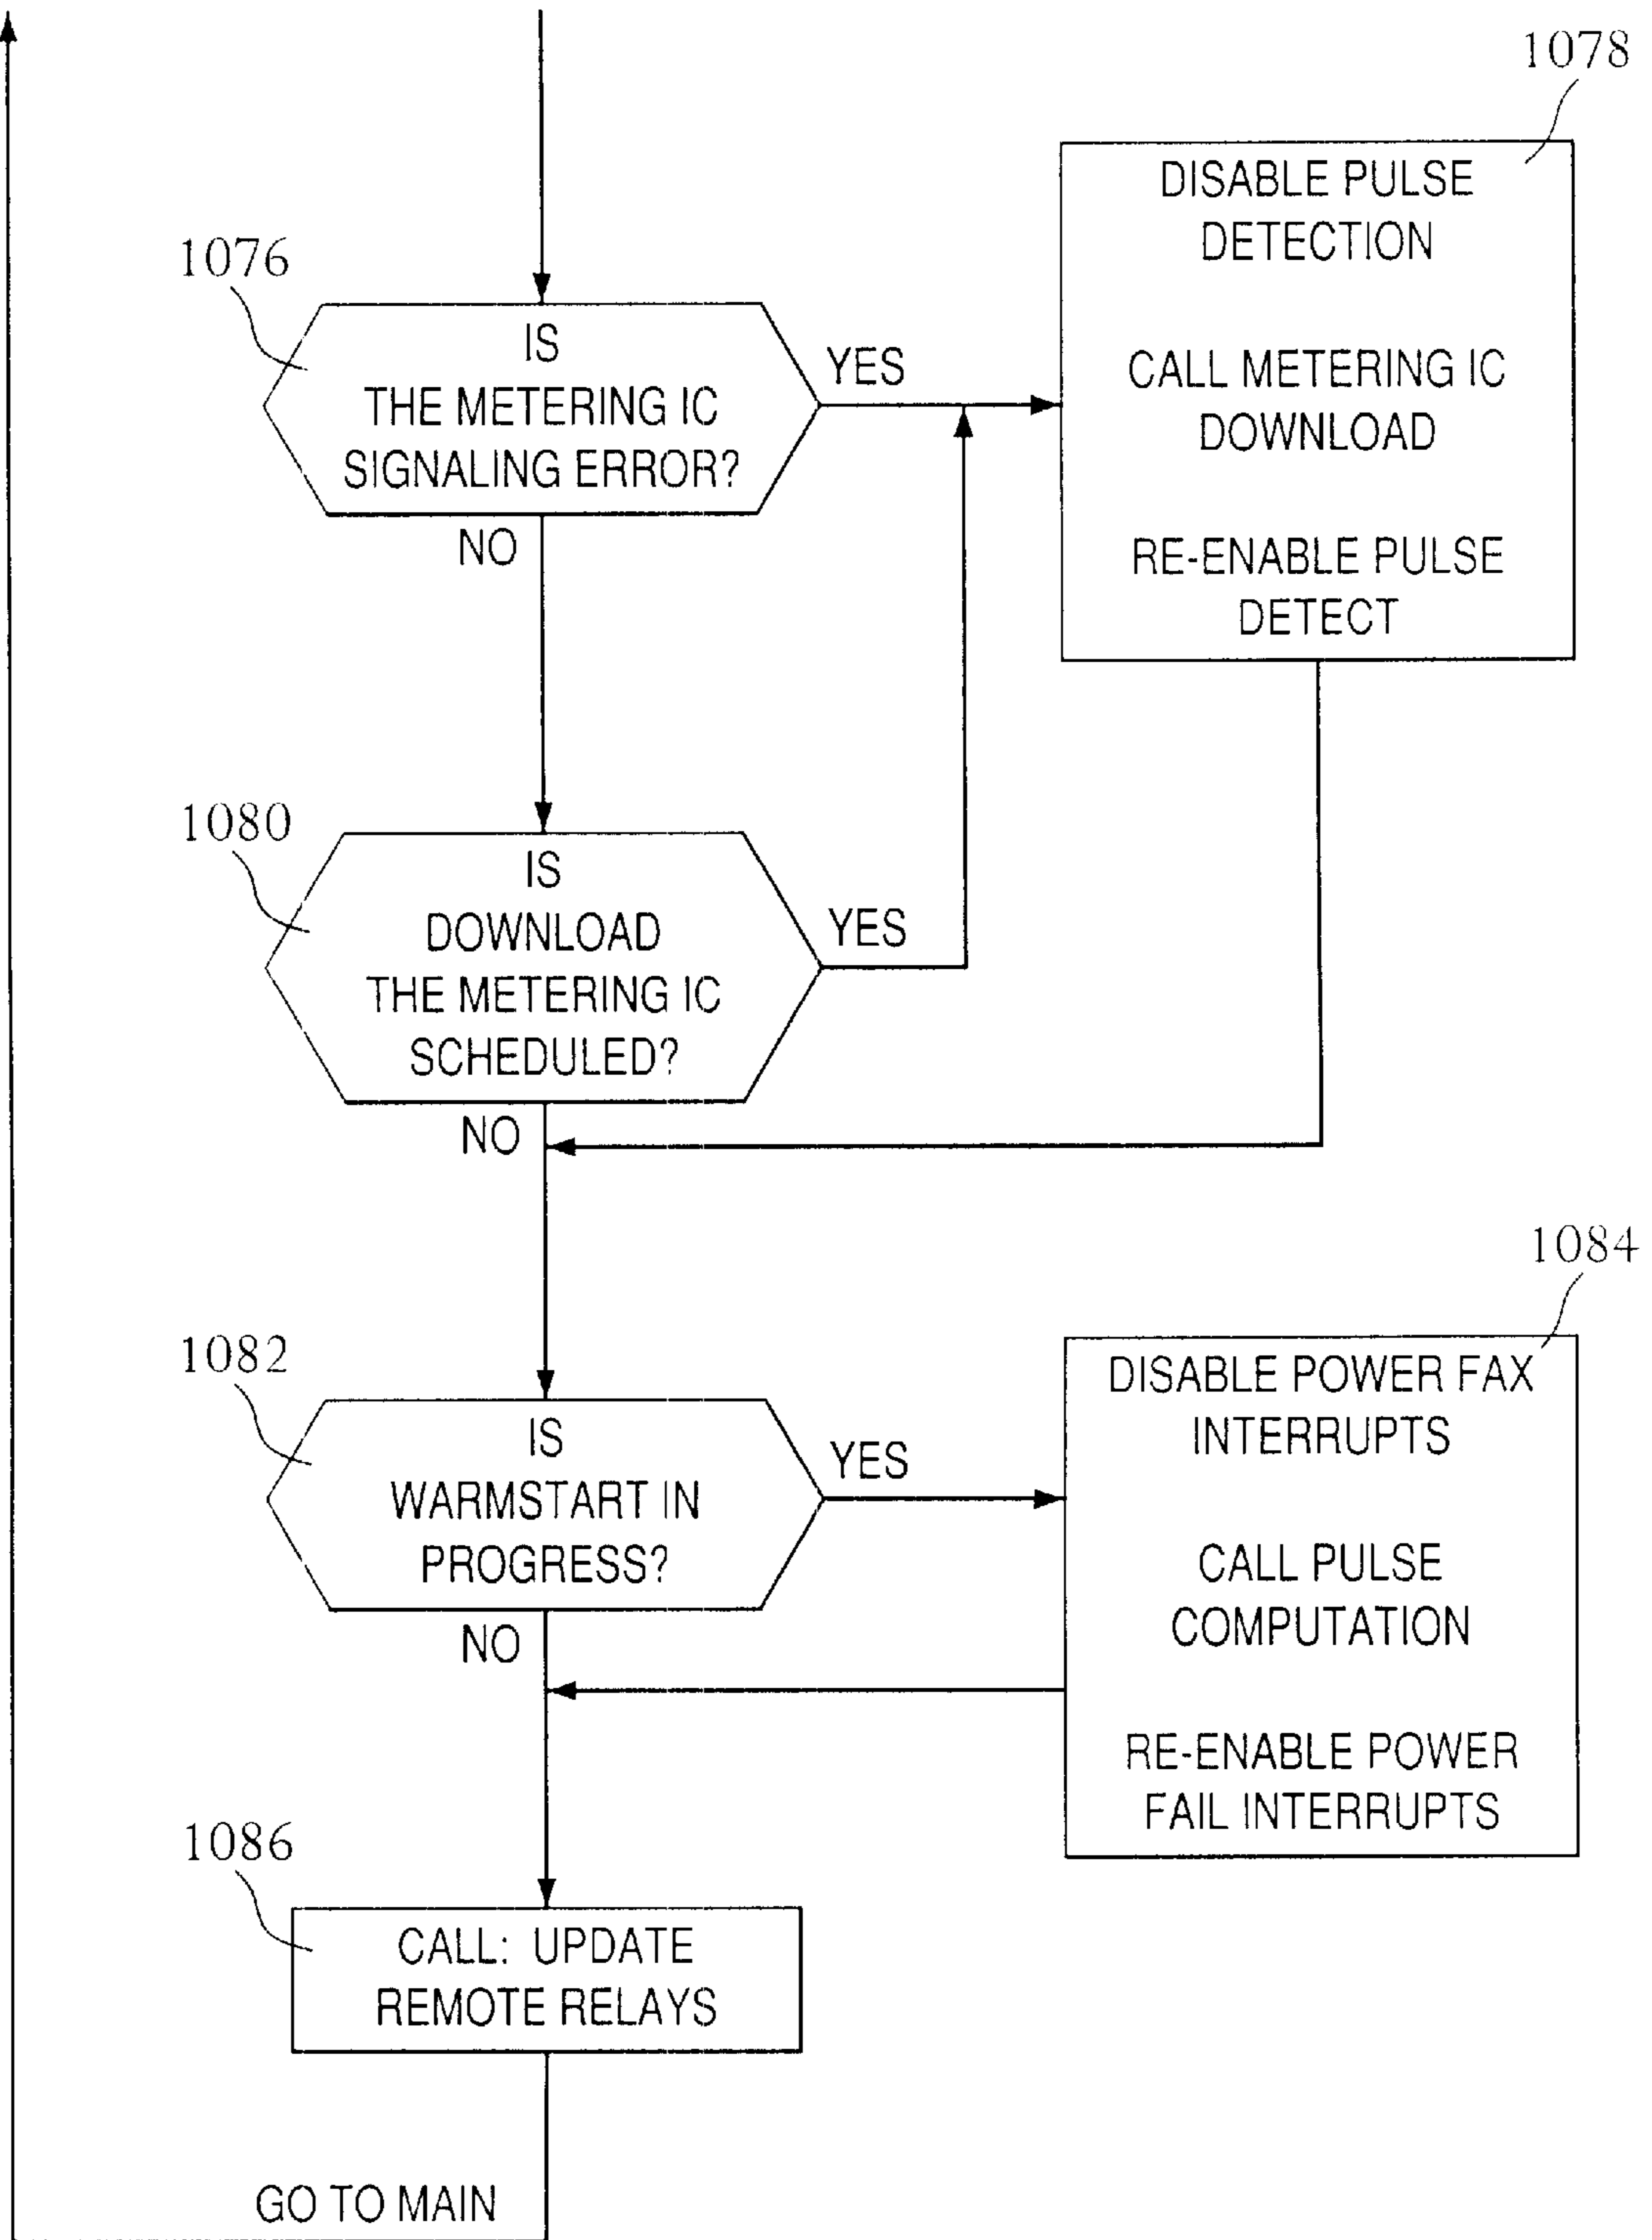 1078
DISABLE PULSE
DETECTION
CALL METERING IC
DOWNLOAD
RE-ENABLE PULSE
DETECT
1076
IS
THE METERING IC
SIGNALING ERROR?
YES
NO
1080
IS
DOWNLOAD
THE METERING IC
SCHEDULED?
YES
NO
1084
DISABLE POWER FAX
INTERRUPTS
CALL PULSE
COMPUTATION
RE-ENABLE POWER
FAIL INTERRUPTS
1082
IS
WARMSTART IN
PROGRESS?
YES
NO
1086
CALL: UPDATE
REMOTE RELAYS
GO TO MAIN